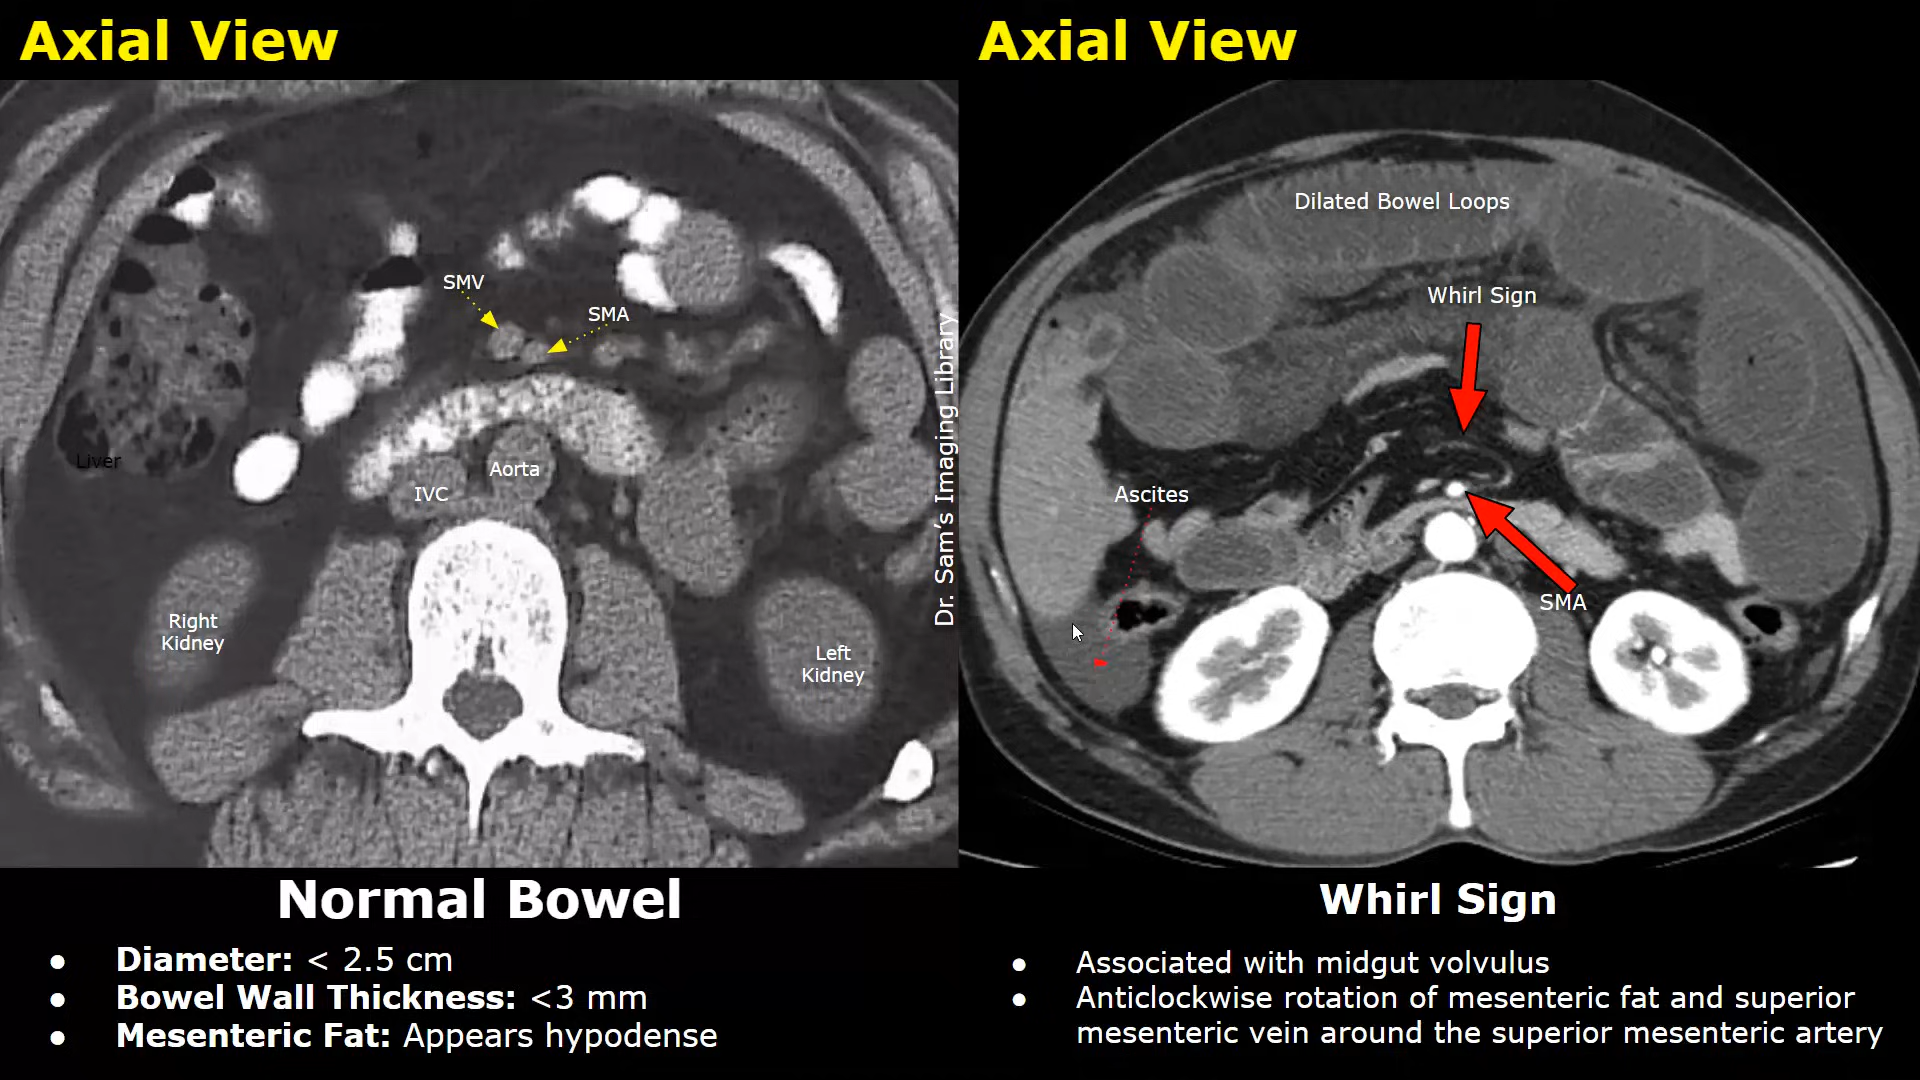 Axial View
SMV
SMA
Liver
Aorta
IVC
Right
Kidney
Left
Kidney
Dr. Sam's Imaging Library
Normal Bowel
● Diameter: < 2.5 cm
● Bowel Wall Thickness: <3 mm
● Mesenteric Fat: Appears hypodense
Axial View
Dilated Bowel Loops
Whirl Sign
Ascites
SMA
Whirl Sign
● Associated with midgut volvulus
● Anticlockwise rotation of mesenteric fat and superior
mesenteric vein around the superior mesenteric artery